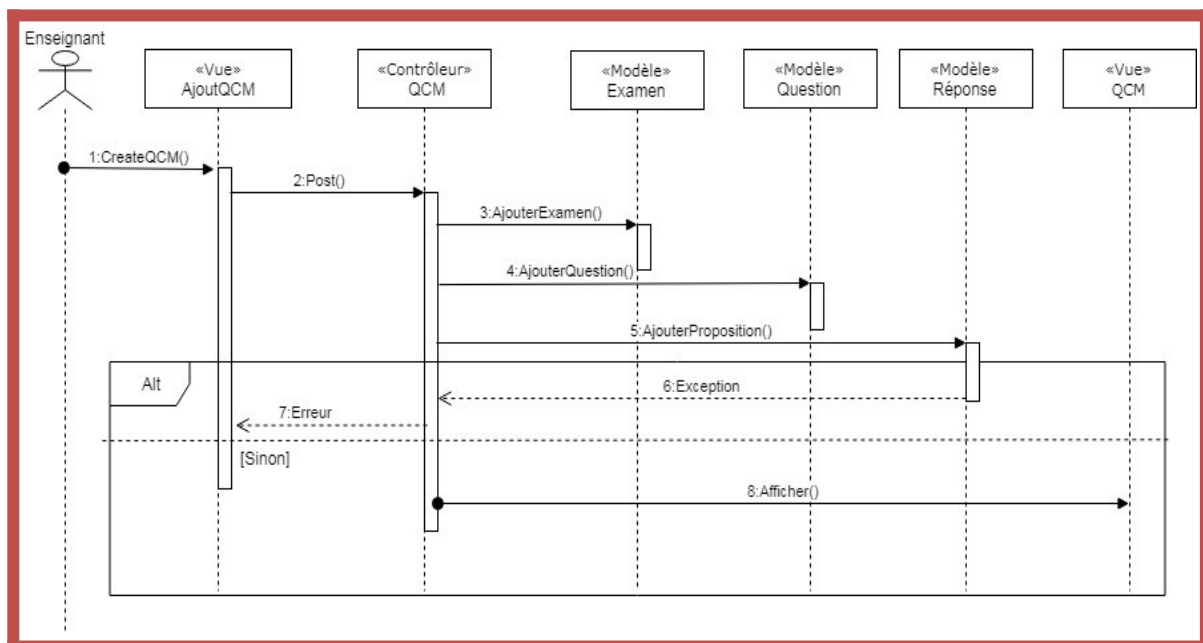 Enseignant
«Vue»
AjoutQCM
«Contrôleur»
QCM
«Modèle»
Examen
«Modèle»
Question
«Modèle»
Réponse
«Vue»
QCM
1:CreateQCM()
2:Post()
3:AjouterExamen()
4:AjouterQuestion()
5:AjouterProposition()
Alt
6:Exception
7:Erreur
[Sinon]
8:Afficher()